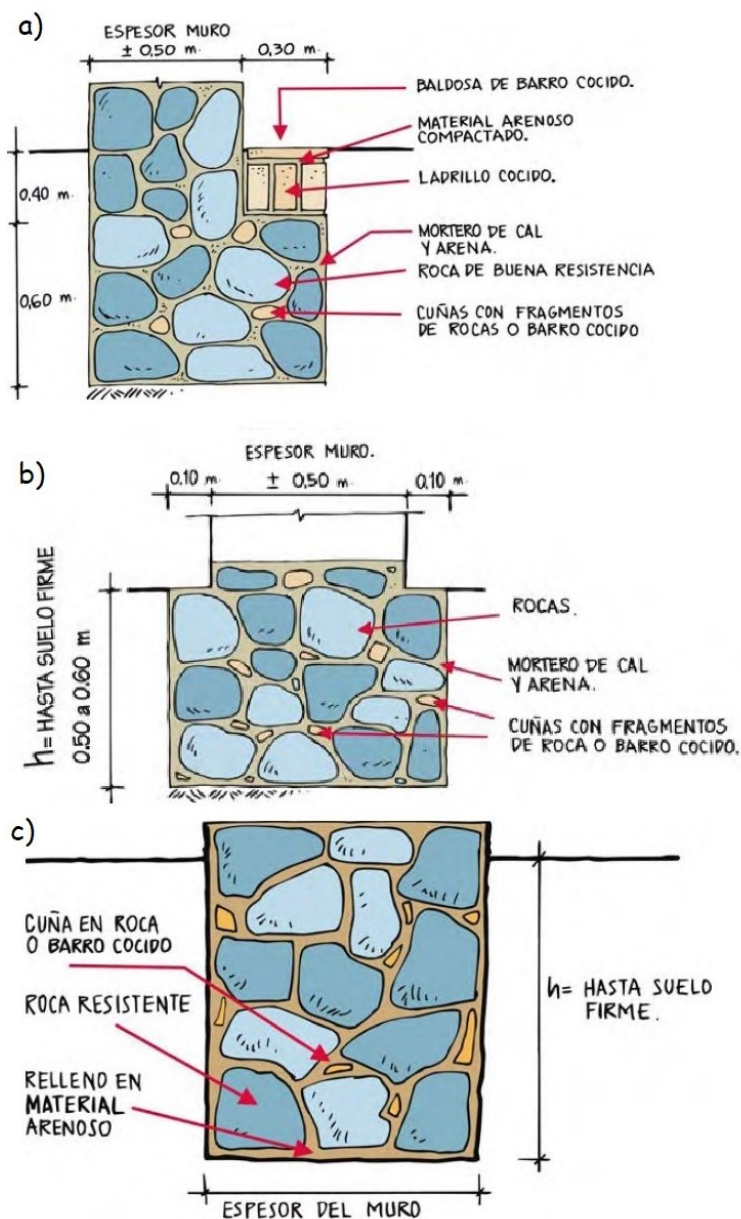 a)
ESPESOR MURO
± 0,50 m.
0,30 m.
BALDOSA DE BARRO COCIDO.
MATERIAL ARENOSO
COMPACTADO.
LADRILLO COCIDO.
0,40 m.
MORTERO DE CAL
Y ARENA.
ROCA DE BUENA RESISTENCIA
0,60 m.
CUÑAS CON FRAGMENTOS
DE ROCAS O BARRO COCIDO
b)
ESPESOR MURO.
0.10 m.
± 0,50 m.
0.10 m.
h= HASTA SUELO FIRME
0.50 a 0.60 m
ROCAS.
MORTERO DE CAL
Y ARENA.
CUÑAS CON FRAGMENTOS
DE ROCA O BARRO COCIDO.
c)
CUÑA EN ROCA
O BARRO COCIDO
ROCA RESISTENTE
RELLENO EN
MATERIAL
ARENOSO
h= HASTA SUELO
FIRME.
ESPESOR DEL MURO